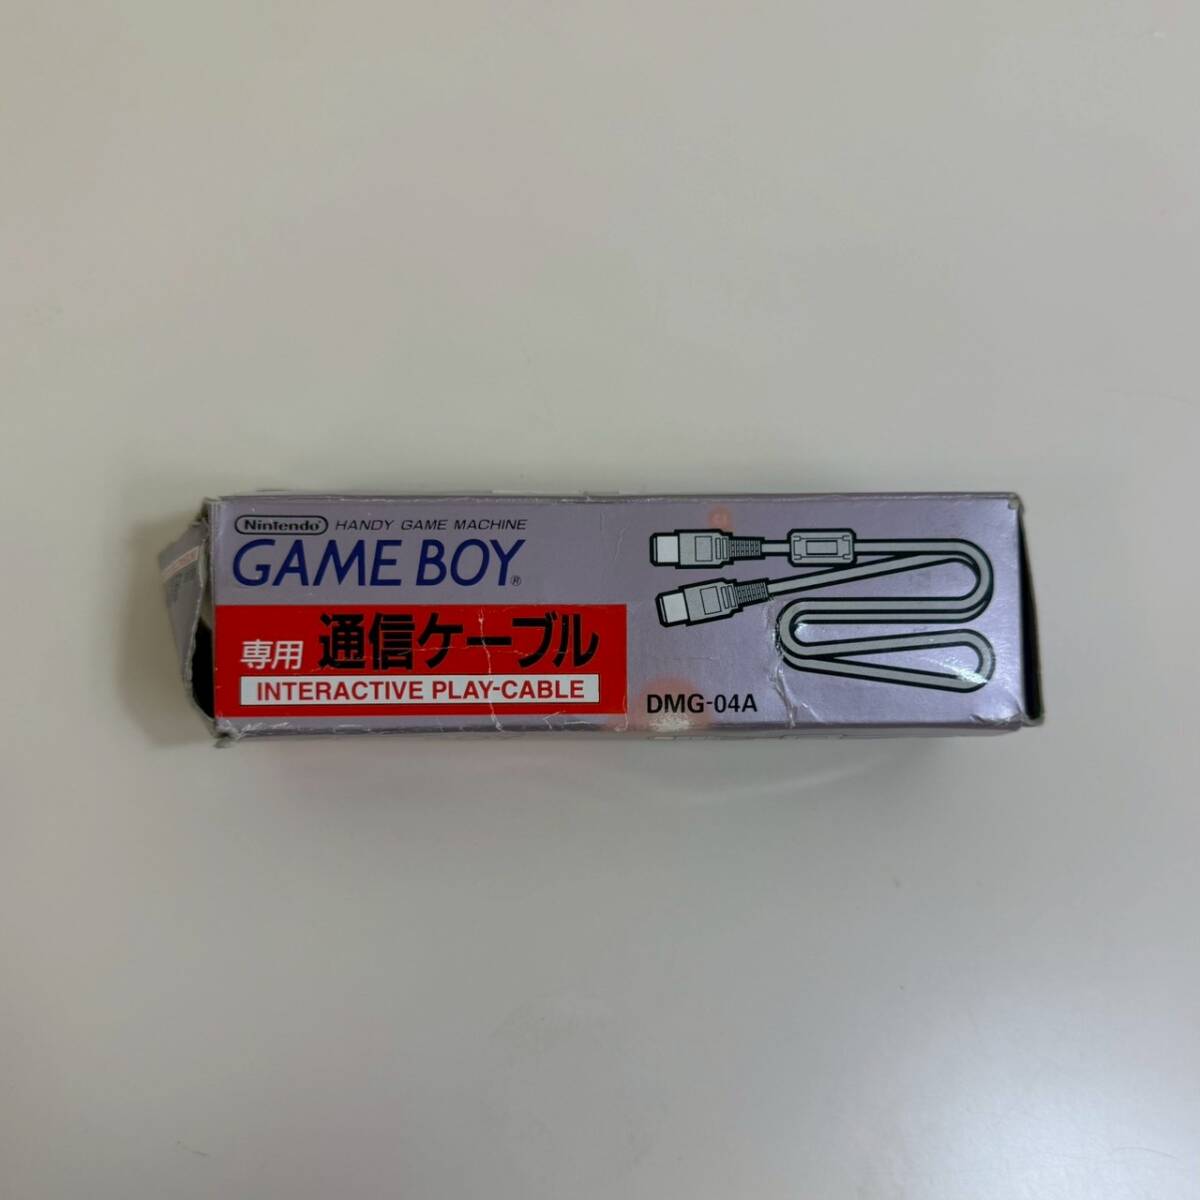 Nintendo HANDY GAME MACHINE
GAME BOY®
専用 通信ケーブル
INTERACTIVE PLAY-CABLE
DMG-04A